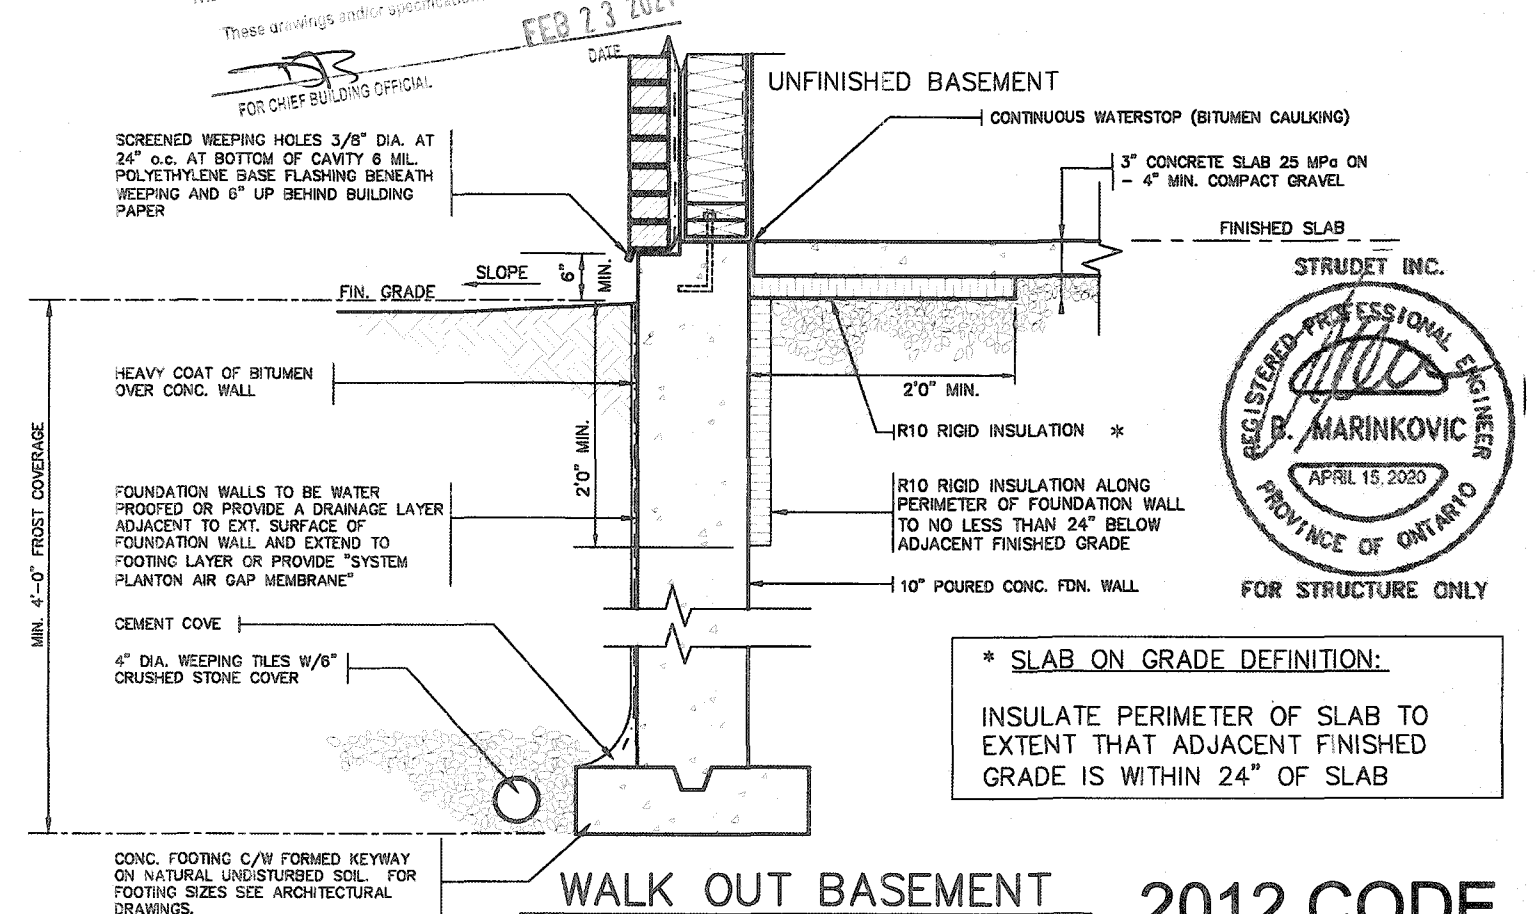 These drawings and/or specifications
FEB 23 2021
DATE
FOR CHIEF BUILDING OFFICIAL
UNFINISHED BASEMENT
CONTINUOUS WATERSTOP (BITUMEN CAULKING)
3" CONCRETE SLAB 25 MPa ON
- 4" MIN. COMPACT GRAVEL
FINISHED SLAB
SCREENED WEEPING HOLES 3/8" DIA. AT
24" o.c. AT BOTTOM OF CAVITY 6 MIL.
POLYETHYLENE BASE FLASHING BENEATH
WEEPING AND 6" UP BEHIND BUILDING
PAPER
SLOPE
6"
MIN.
FIN. GRADE
STRUDET INC.
REGISTERED PROFESSIONAL ENGINEER
B. MARINKOVIC
APRIL 15, 2020
PROVINCE OF ONTARIO
FOR STRUCTURE ONLY
HEAVY COAT OF BITUMEN
OVER CONC. WALL
2'0" MIN.
2'0" MIN.
R10 RIGID INSULATION *
MIN. 4'-0" FROST COVERAGE
FOUNDATION WALLS TO BE WATER
PROOFED OR PROVIDE A DRAINAGE LAYER
ADJACENT TO EXT. SURFACE OF
FOUNDATION WALL AND EXTEND TO
FOOTING LAYER OR PROVIDE "SYSTEM
PLANTON AIR GAP MEMBRANE"
R10 RIGID INSULATION ALONG
PERIMETER OF FOUNDATION WALL
TO NO LESS THAN 24" BELOW
ADJACENT FINISHED GRADE
10" POURED CONC. FDN. WALL
CEMENT COVE
4" DIA. WEEPING TILES W/6"
CRUSHED STONE COVER
* SLAB ON GRADE DEFINITION:
INSULATE PERIMETER OF SLAB TO
EXTENT THAT ADJACENT FINISHED
GRADE IS WITHIN 24" OF SLAB
CONC. FOOTING C/W FORMED KEYWAY
ON NATURAL UNDISTURBED SOIL. FOR
FOOTING SIZES SEE ARCHITECTURAL
DRAWINGS.
WALK OUT BASEMENT
2012 CODE